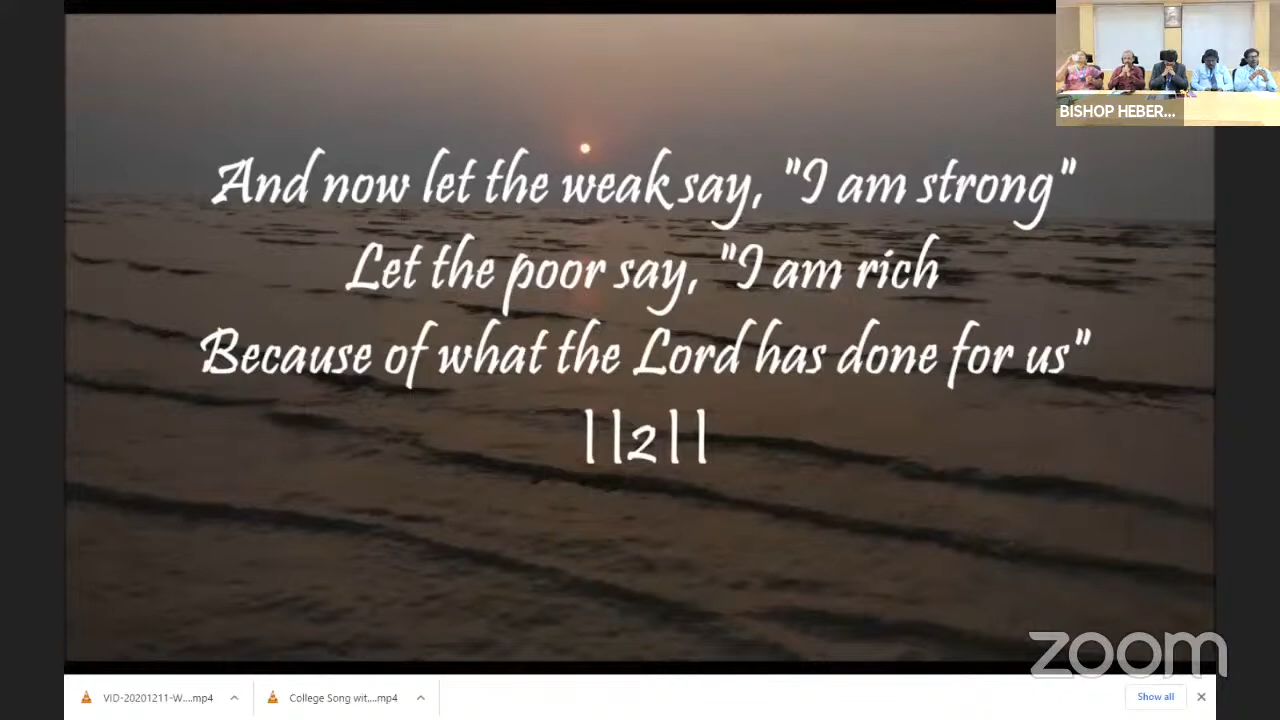 And now let the weak say, "I am strong"
Let the poor say, "I am rich
Because of what the Lord has done for us"
||2||
BISHOP HEBER...
zoom
VID-20201211-W....mp4
College Song wit....mp4
Show all